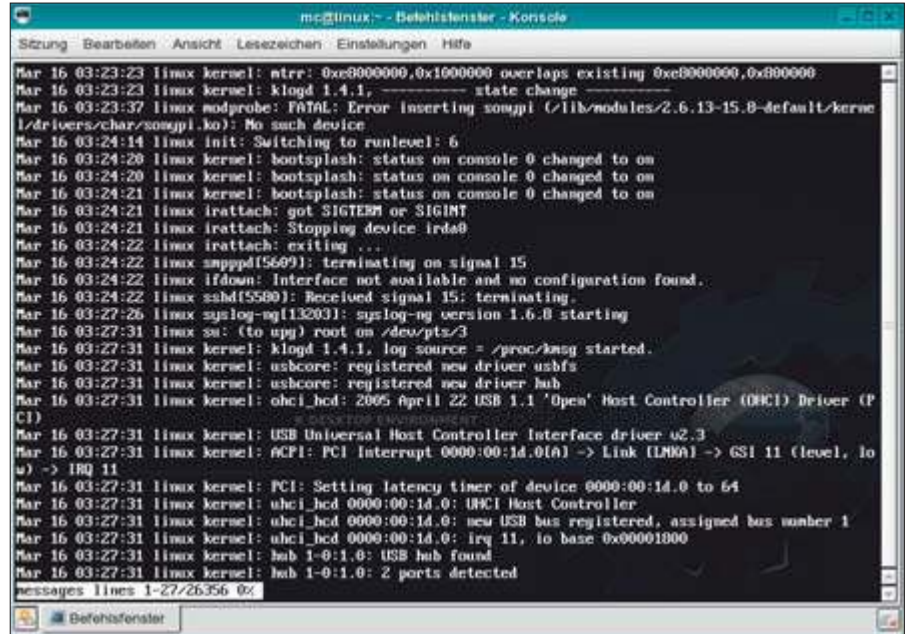 mc@linux:~ - Befehlsfenster - Konsole
Sitzung Bearbeiten Ansicht Lesezeichen Einstellungen Hilfe
Mar 16 03:23:23 linux kernel: mtrr: 0xe8000000,0x1000000 overlaps existing 0xe8000000,0x800000
Mar 16 03:23:23 linux kernel: klogd 1.4.1, ---------- state change ----------
Mar 16 03:23:37 linux modprobe: FATAL: Error inserting sonypi (/lib/modules/2.6.13-15.8-default/kerne
l/drivers/char/sonypi.ko): No such device
Mar 16 03:24:14 linux init: Switching to runlevel: 6
Mar 16 03:24:20 linux kernel: bootsplash: status on console 0 changed to on
Mar 16 03:24:20 linux kernel: bootsplash: status on console 0 changed to on
Mar 16 03:24:21 linux kernel: bootsplash: status on console 0 changed to on
Mar 16 03:24:21 linux irattach: got SIGTERM or SIGINT
Mar 16 03:24:21 linux irattach: Stopping device irda0
Mar 16 03:24:22 linux irattach: exiting ...
Mar 16 03:24:22 linux smpppd[5609]: terminating on signal 15
Mar 16 03:24:22 linux ifdown: Interface not available and no configuration found.
Mar 16 03:24:22 linux sshd[5580]: Received signal 15; terminating.
Mar 16 03:27:26 linux syslog-ng[13203]: syslog-ng version 1.6.8 starting
Mar 16 03:27:31 linux su: (to upg) root on /dev/pts/3
Mar 16 03:27:31 linux kernel: klogd 1.4.1, log source = /proc/kmsg started.
Mar 16 03:27:31 linux kernel: usbcore: registered new driver usbfs
Mar 16 03:27:31 linux kernel: usbcore: registered new driver hub
Mar 16 03:27:31 linux kernel: ohci_hcd: 2005 April 22 USB 1.1 'Open' Host Controller (OHCI) Driver (P
CI)
Mar 16 03:27:31 linux kernel: USB Universal Host Controller Interface driver v2.3
Mar 16 03:27:31 linux kernel: ACPI: PCI Interrupt 0000:00:1d.0[A] -> Link [LNKA] -> GSI 11 (level, lo
w) -> IRQ 11
Mar 16 03:27:31 linux kernel: PCI: Setting latency timer of device 0000:00:1d.0 to 64
Mar 16 03:27:31 linux kernel: uhci_hcd 0000:00:1d.0: UHCI Host Controller
Mar 16 03:27:31 linux kernel: uhci_hcd 0000:00:1d.0: new USB bus registered, assigned bus number 1
Mar 16 03:27:31 linux kernel: uhci_hcd 0000:00:1d.0: irq 11, io base 0x00001800
Mar 16 03:27:31 linux kernel: hub 1-0:1.0: USB hub found
Mar 16 03:27:31 linux kernel: hub 1-0:1.0: 2 ports detected
messages lines 1-27/26356 0%
Befehlsfenster